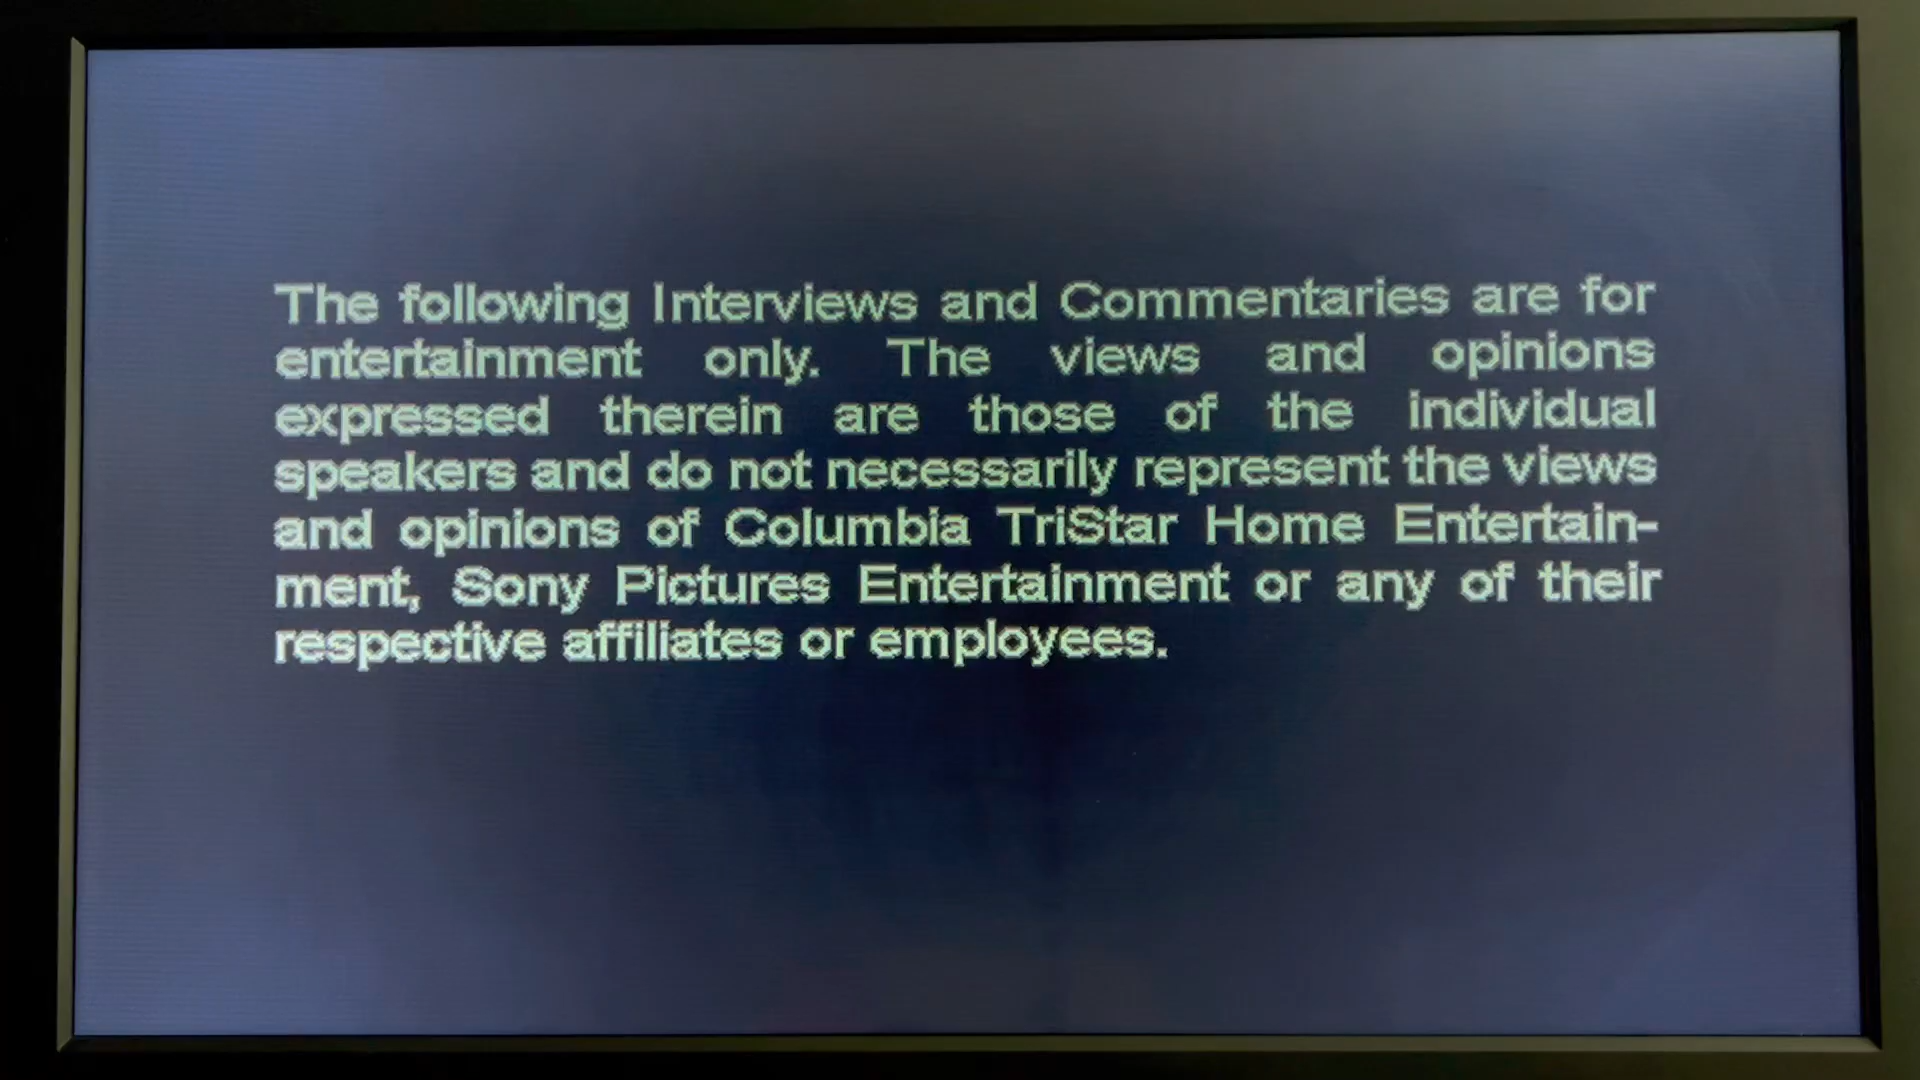 The following Interviews and Commentaries are for
entertainment only. The views and opinions
expressed therein are those of the individual
speakers and do not necessarily represent the views
and opinions of Columbia TriStar Home Entertain-
ment, Sony Pictures Entertainment or any of their
respective affiliates or employees.